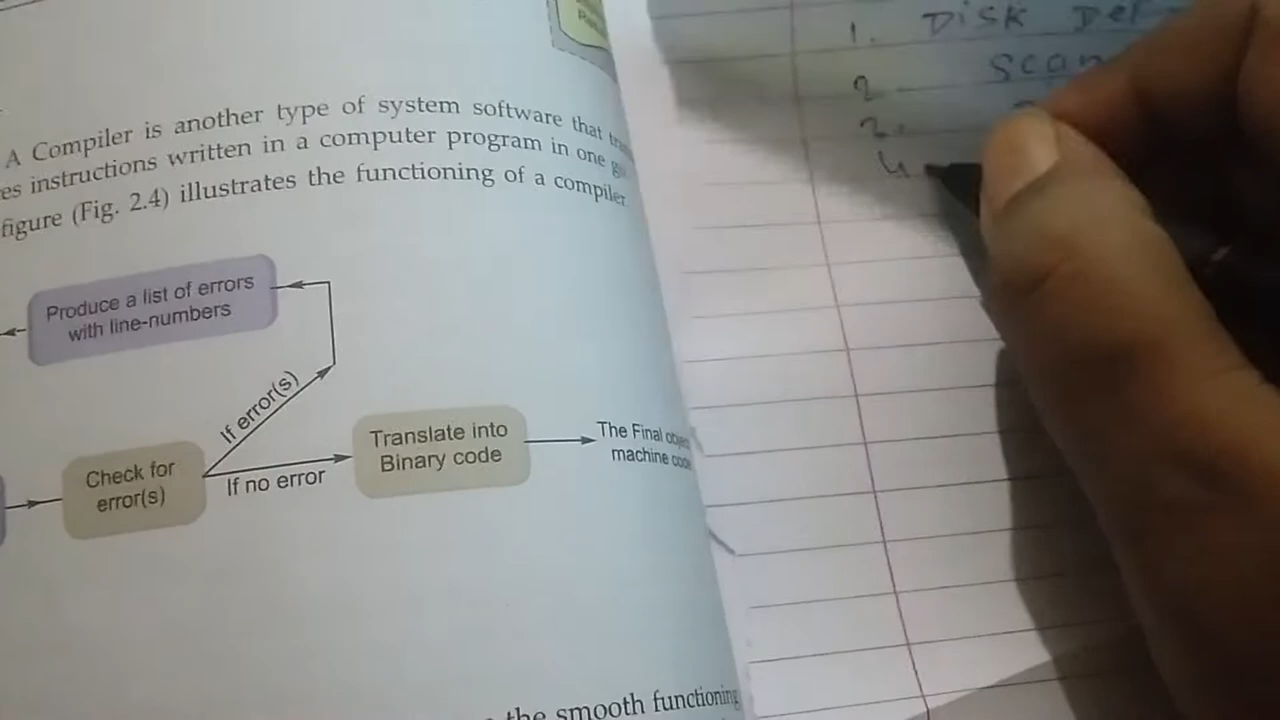 A Compiler is another type of system software that
es instructions written in a computer program in one
figure (Fig. 2.4) illustrates the functioning of a compiler
Produce a list of errors
with line-numbers
If error(s)
Check for
error(s)
If no error
Translate into
Binary code
The Final
machine
the smooth functioning
1. DISK
2
2.
4.